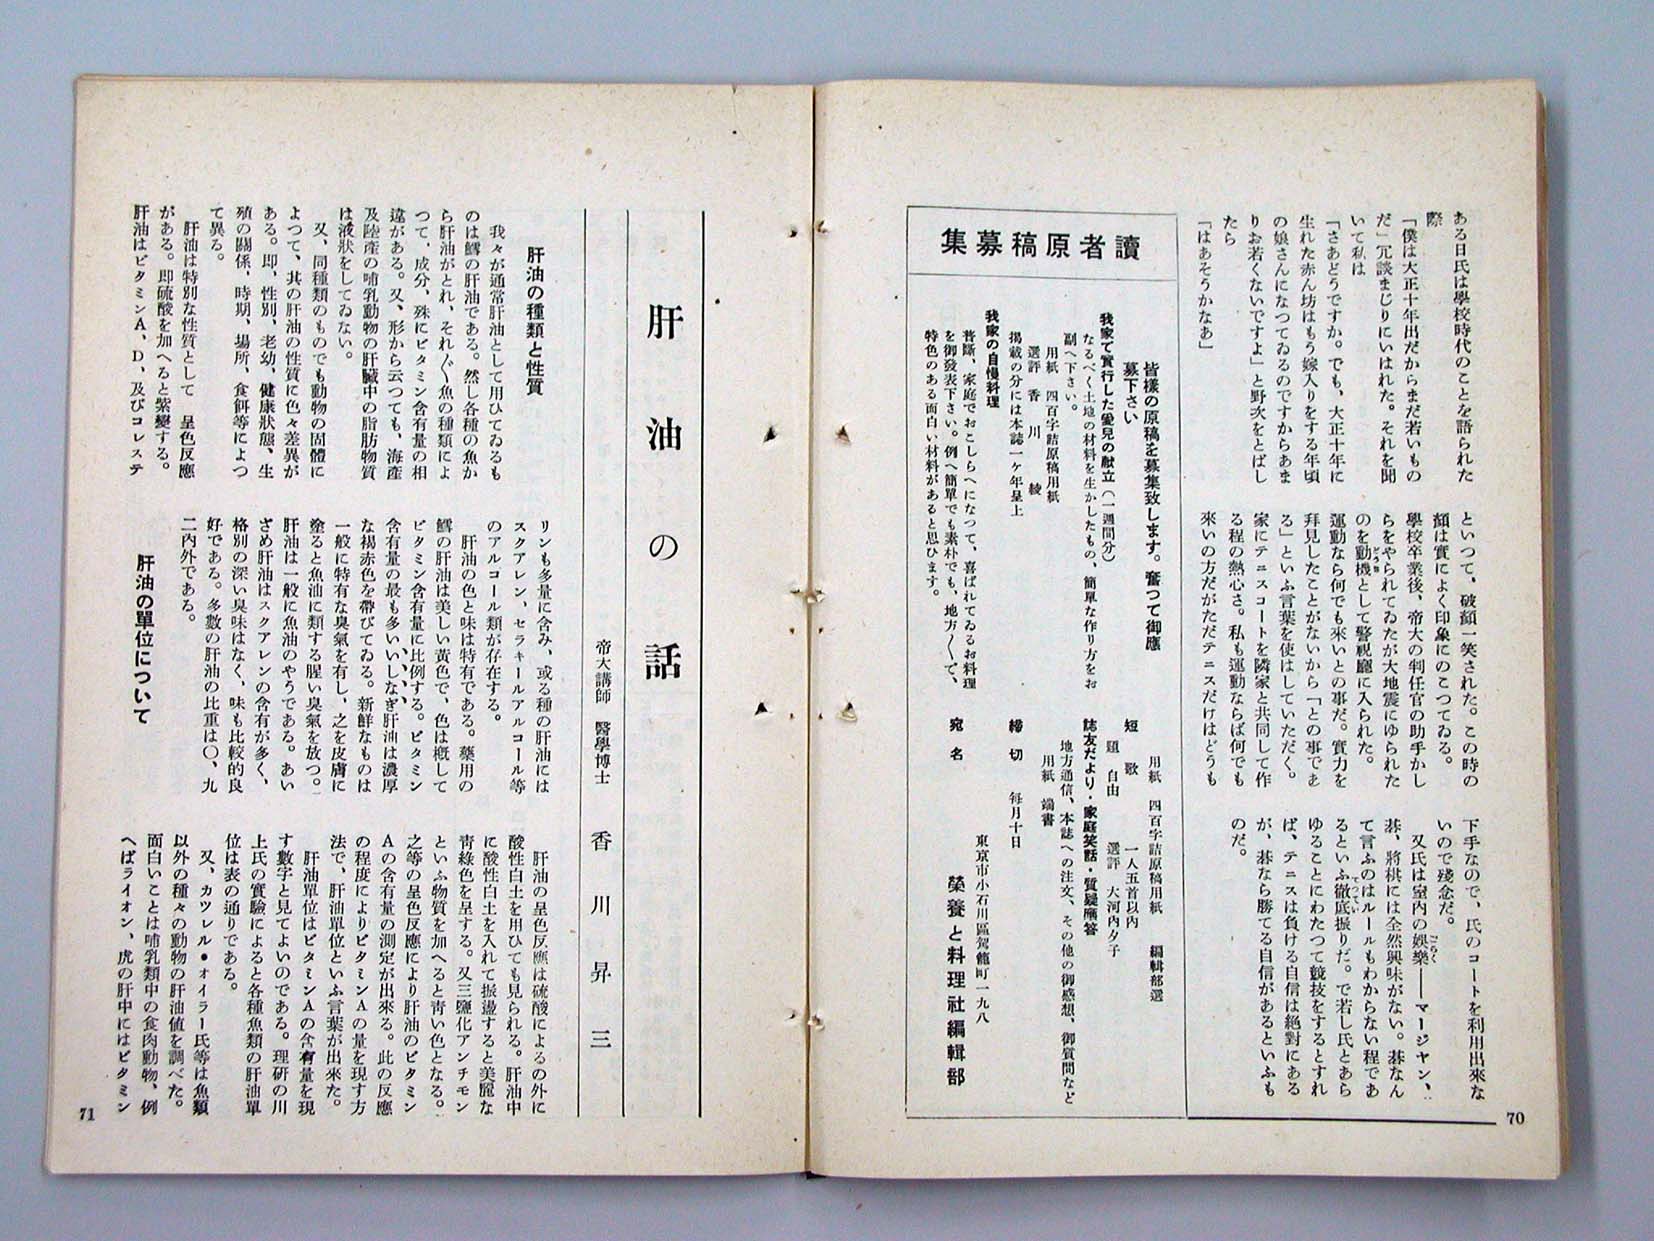 ある日氏は學校時代のことを語られた
際
「僕は大正十年出だからまだ若いもの
だ」冗談まじりにいはれた。それを聞
いて私は
「さあどうですか。でも、大正十年に
生れた赤ん坊はもう嫁入りをする年頃
の娘さんになつてゐるのですからあま
りお若くないですよ」と野次をとばし
たら
「はあそうかなあ」
といつて、破顏一笑された。この時の
顏は實によく印象にのこつてゐる。
學校卒業後、帝大の判任官の助手かし
らをやられてゐたが大地震にゆられた
のを動機として警視廳に入られた。
運動なら何でも來いとの事だ。實力を
拜見したことがないから「との事であ
る」といふ言葉を使はしていただく。
家にテニスコートを隣家と共同して作
る程の熱心さ。私も運動ならば何でも
來いの方だがただテニスだけはどうも
下手なので、氏のコートを利用出來な
いので殘念だ。
又氏は室内の娯樂――マージヤン、
碁、將棋には全然興味がない。碁なん
て言ふのはルールもわからない程であ
るといふ徹底振りだ。で若し氏とあら
ゆることにわたつて競技をするとすれ
ば、テニスは負ける自信は絶對にある
が、碁なら勝てる自信があるといふも
のだ。
讀者原稿募集
皆樣の原稿を募集致します。奮つて御應
募下さい
我家で實行した愛兒の献立(一週間分)
なるべく土地の材料を生かしたもの、簡單な作り方をお
副へ下さい。
用紙 四百字詰原稿用紙
選評 香川 綾
掲載の分には本誌一ケ年呈上
我家の自慢料理
普斷、家庭でおこしらへになつて、喜ばれてゐるお料理
を御發表下さい。例へ簡單でも素朴でも、地方〱で、
特色のある面白い材料があると思ひます。
用紙 四百字詰原稿用紙 編輯部選
短歌 一人五首以内
題 自由 選評 大河内夕子
誌友だより・家庭笑話・質疑應答
地方通信、本誌への注文、その他の御感想、御質問など
用紙 端書
締切 毎月十日
東京市小石川區駕籠町一九八
宛名 榮養と料理社編輯部
70
肝油の話
帝大講師 醫學博士 香川昇三
肝油の種類と性質
我々が通常肝油として用ひてゐるも
のは鱈の肝油である。然し各種の魚か
ら肝油がとれ、それ〲魚の種類によ
つて、成分、殊にビタミン含有量の相
違がある。又、形から云つても、海產
及陸產の哺乳動物の肝臟中の脂肪物質
は液狀をしてゐない。
又、同種類のものでも動物の固體に
よつて、其の肝油の性質に色々差異が
ある。即、性別、老幼、健康狀態、生
殖の關係、時期、場所、食餌等によつ
て異る。
肝油は特別な性質として 呈色反應
がある。即硫酸を加へると紫變する。
肝油はビタミンA、D、及びコレステ
リンも多量に含み、或る種の肝油には
スクアレン、セラキールアルコール等
のアルコール類が存在する。
肝油の色と味は特有である。藥用の
鱈の肝油は美しい黄色で、色は概して
ビタミン含有量に比例する。ビタミン
含有量の最も多いいしなぎ肝油は濃厚
な褐赤色を帶びてゐる。新鮮なものは
一般に特有な臭氣を有し、之を皮膚に
塗ると魚油に類する腥い臭氣を放つ。
肝油は一般に魚油のやうである。あい
ざめ肝油はスクアレンの含有が多く、
格別の深い臭味はなく、味も比較的良
好である。多數の肝油の比重は〇、九
二内外である。
肝油の單位について
肝油の呈色反應は硫酸によるの外に
酸性白土を用ひても見られる。肝油中
に酸性白土を入れて振盪すると美麗な
靑綠色を呈する。又三鹽化アンチモン
といふ物質を加へると靑い色となる。
之等の呈色反應により肝油のビタミン
Aの含有量の測定が出來る。此の反應
の程度によりビタミンAの量を現す方
法で、肝油單位といふ言葉が出來た。
肝油單位はビタミンAの含有量を現
す數字と見てよいのである。理研の川
上氏の實驗によると各種魚類の肝油單
位は表の通りである。
又、カツレル・オイラー氏等は魚類
以外の種々の動物の肝油値を調べた。
面白いことは哺乳類中の食肉動物、例
へばライオン、虎の肝中にはビタミン
71